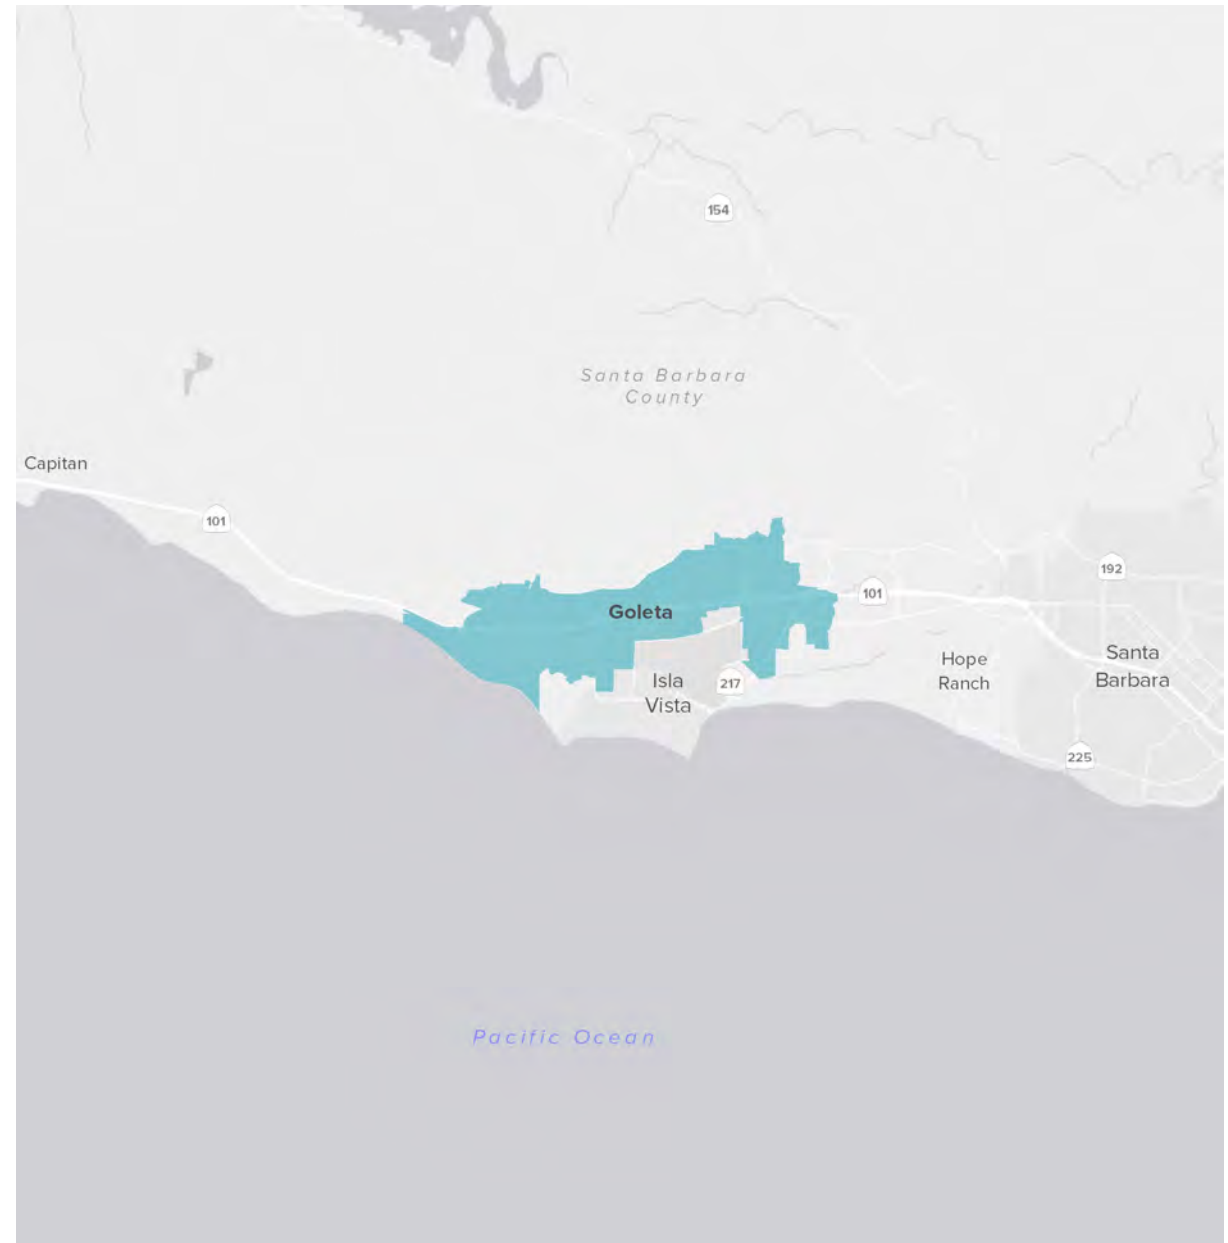 154
Santa Barbara
County
Capitan
101
192
101
Goleta
Hope
Ranch
Santa
Barbara
Isla
Vista
217
225
Pacific Ocean